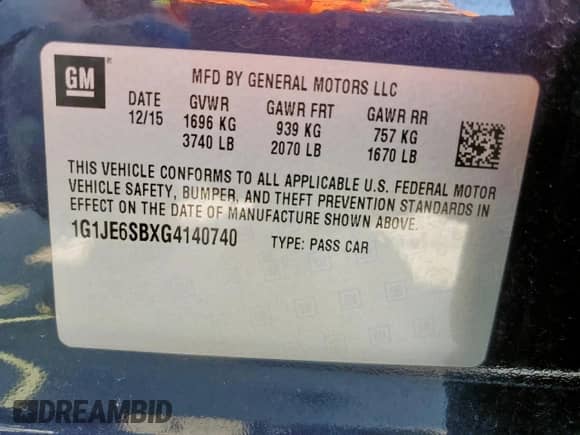 GM
MFD BY GENERAL MOTORS LLC
DATE GVWR GAWR FRT GAWR RR
12/15 1696 KG 939 KG 757 KG
3740 LB 2070 LB 1670 LB
THIS VEHICLE CONFORMS TO ALL APPLICABLE U.S. FEDERAL MOTOR
VEHICLE SAFETY, BUMPER, AND THEFT PREVENTION STANDARDS IN
EFFECT ON THE DATE OF MANUFACTURE SHOWN ABOVE.
1G1JE6SBXG4140740 TYPE: PASS CAR
DREAMBID